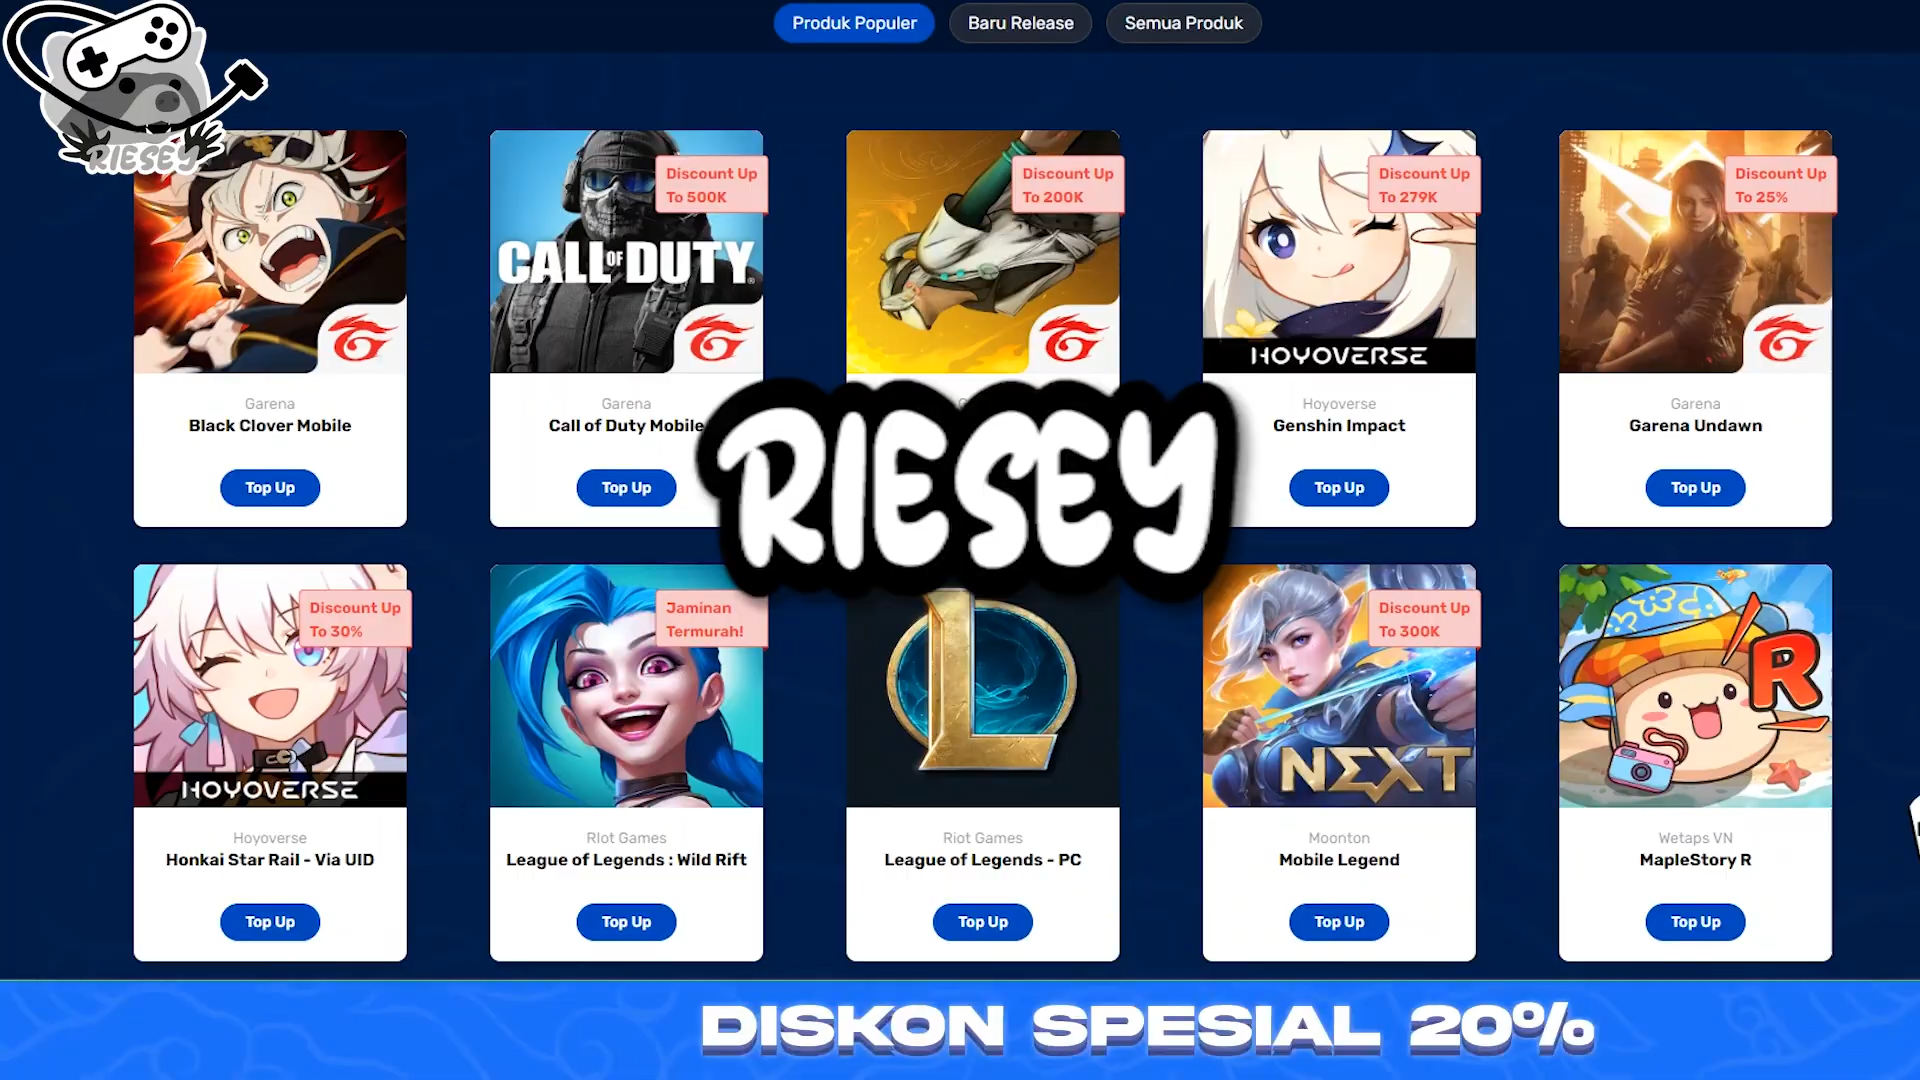 Produk Populer
Baru Release
Semua Produk
RIESEY
Discount Up
To 500K
CALL OF DUTY
Discount Up
To 200K
Discount Up
To 279K
HOYOVERSE
Discount Up
To 25%
Garena
Black Clover Mobile
Top Up
Garena
Call of Duty Mobile
Top Up
RIESEY
Hoyoverse
Genshin Impact
Top Up
Garena
Garena Undawn
Top Up
Discount Up
To 30%
HOYOVERSE
Jaminan
Termurah!
L
Discount Up
To 300K
NEXT
R
Hoyoverse
Honkai Star Rail - Via UID
Top Up
RIot Games
League of Legends : Wild Rift
Top Up
Riot Games
League of Legends - PC
Top Up
Moonton
Mobile Legend
Top Up
Wetaps VN
MapleStory R
Top Up
DISKON SPESIAL 20%